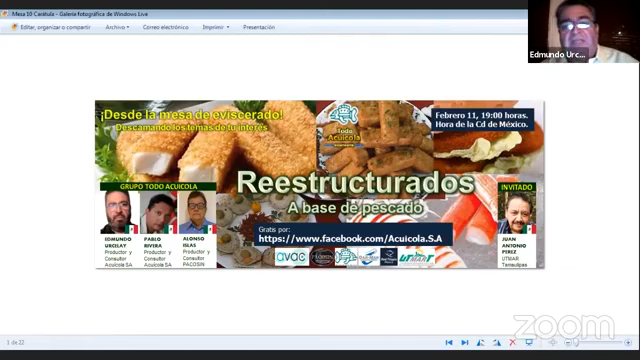 Mesa 10 Carátula - Galería fotográfica de Windows Live
Editar, organizar o compartir
Archivo
Correo electrónico
Imprimir
Presentación
Edmundo Urc...
¡Desde la mesa de eviscerado!
Descamando los temas de tu interés
Todo
Acuícola
Febrero 11, 19:00 horas.
Hora de la Cd de México.
GRUPO TODO ACUICOLA
Reestructurados
A base de pescado
INVITADO
Gratis por:
https://www.facebook.com/Acuicola.S.A
EDMUNDO
URCILAY
Productor y
Consultor
Acuícola SA
PABLO
RIVERA
Productor y
Consultor
Acuícola SA
ALONSO
ISLAS
Productor y
Consultor
PACOSIN
avac
UTMART
JUAN
ANTONIO
PEREZ
UTMAR
Tamaulipas
1 de 22
zoom